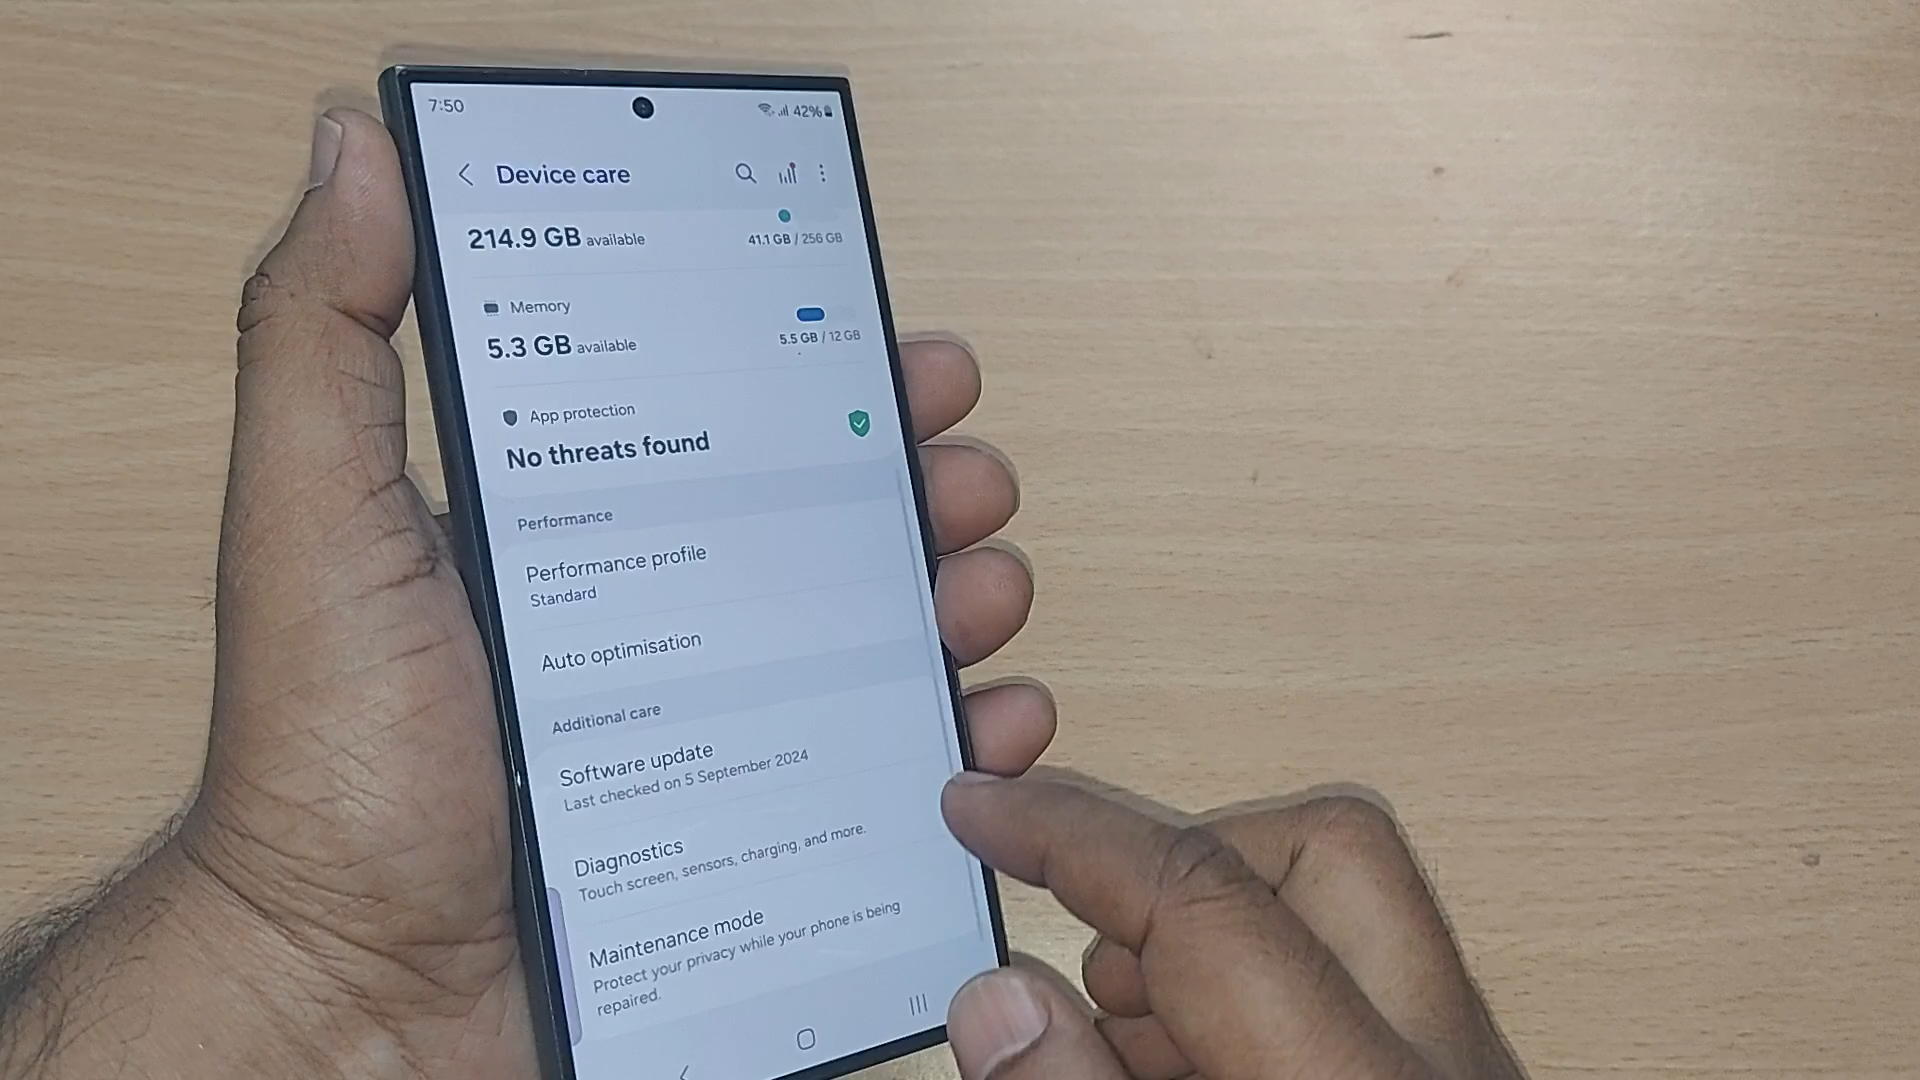 7:50
42%
Device care
214.9 GB available
41.1 GB / 256 GB
Memory
5.3 GB available
5.5 GB / 12 GB
App protection
No threats found
Performance
Performance profile
Standard
Auto optimisation
Additional care
Software update
Last checked on 5 September 2024
Diagnostics
Touch screen, sensors, charging, and more.
Maintenance mode
Protect your privacy while your phone is being
repaired.